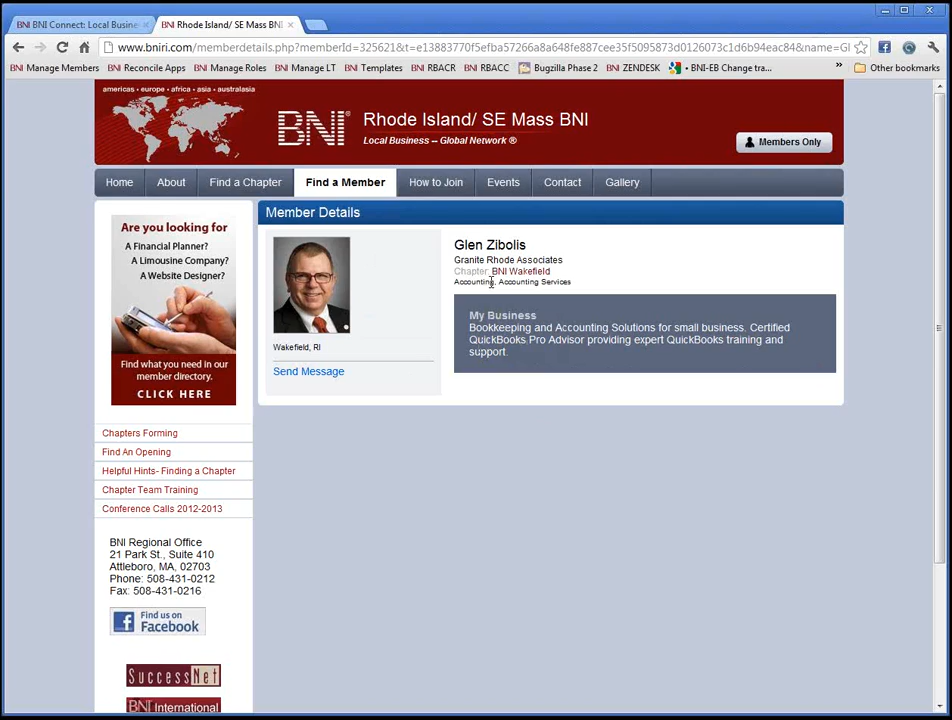 BNI BNI Connect: Local Busine
BNI Rhode Island/ SE Mass BNI
www.bniri.com/memberdetails.php?memberId=325621&t=e13883770f5efba57266a8a648fe887cee35f5095873d0126073c1d6b94eac84&name=Gl
BNI Manage Members
BNI Reconcile Apps
BNI Manage Roles
BNI Manage LT
BNI Templates
BNI RBACR
BNI RBACC
Bugzilla Phase 2
BNI ZENDESK
BNI-EB Change tra...
»
Other bookmarks
americas • europe • africa • asia • australasia
BNI®
Rhode Island/ SE Mass BNI
Local Business -- Global Network ®
Members Only
Home
About
Find a Chapter
Find a Member
How to Join
Events
Contact
Gallery
Are you looking for
A Financial Planner?
A Limousine Company?
A Website Designer?
Find what you need in our
member directory.
CLICK HERE
Member Details
Wakefield, RI
Send Message
Glen Zibolis
Granite Rhode Associates
Chapter: BNI Wakefield
Accounting, Accounting Services
My Business
Bookkeeping and Accounting Solutions for small business. Certified
QuickBooks Pro Advisor providing expert QuickBooks training and
support.
Chapters Forming
Find An Opening
Helpful Hints- Finding a Chapter
Chapter Team Training
Conference Calls 2012-2013
BNI Regional Office
21 Park St., Suite 410
Attleboro, MA, 02703
Phone: 508-431-0212
Fax: 508-431-0216
Find us on
Facebook
SuccessNet
BNI International